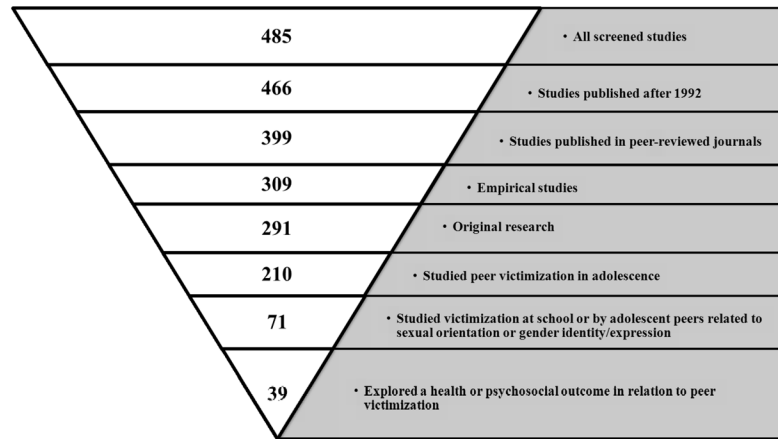 485
• All screened studies
466
• Studies published after 1992
399
• Studies published in peer-reviewed journals
309
• Empirical studies
291
• Original research
210
• Studied peer victimization in adolescence
71
• Studied victimization at school or by adolescent peers related to
sexual orientation or gender identity/expression
39
• Explored a health or psychosocial outcome in relation to peer
victimization